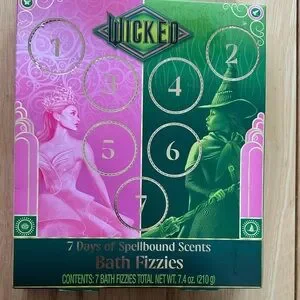 WICKED
1
2
3
4
5
6
7
7 Days of Spellbound Scents
Bath Fizzies
CONTENTS: 7 BATH FIZZIES TOTAL NET WT. 7.4 oz. (210 g)